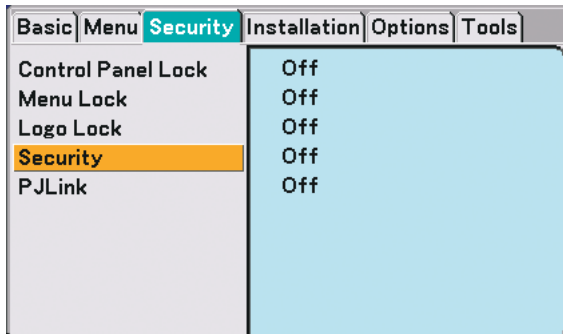 Basic Menu Security Installation Options Tools
Control Panel Lock Off
Menu Lock Off
Logo Lock Off
Security Off
PJLink Off